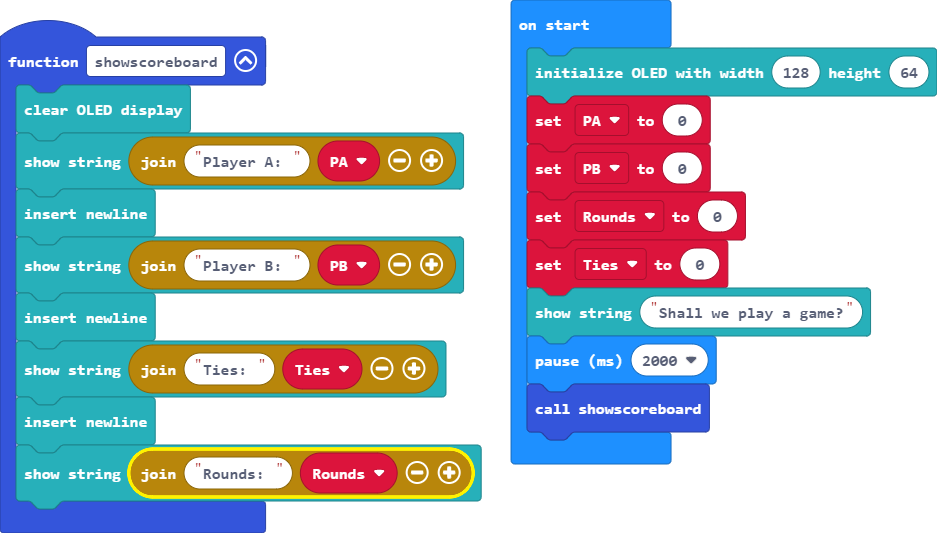 function showscoreboard
clear OLED display
show string join "Player A: " PA
insert newline
show string join "Player B: " PB
insert newline
show string join "Ties: " Ties
insert newline
show string join "Rounds: " Rounds
on start
initialize OLED with width 128 height 64
set PA to 0
set PB to 0
set Rounds to 0
set Ties to 0
show string "Shall we play a game?"
pause (ms) 2000
call showscoreboard